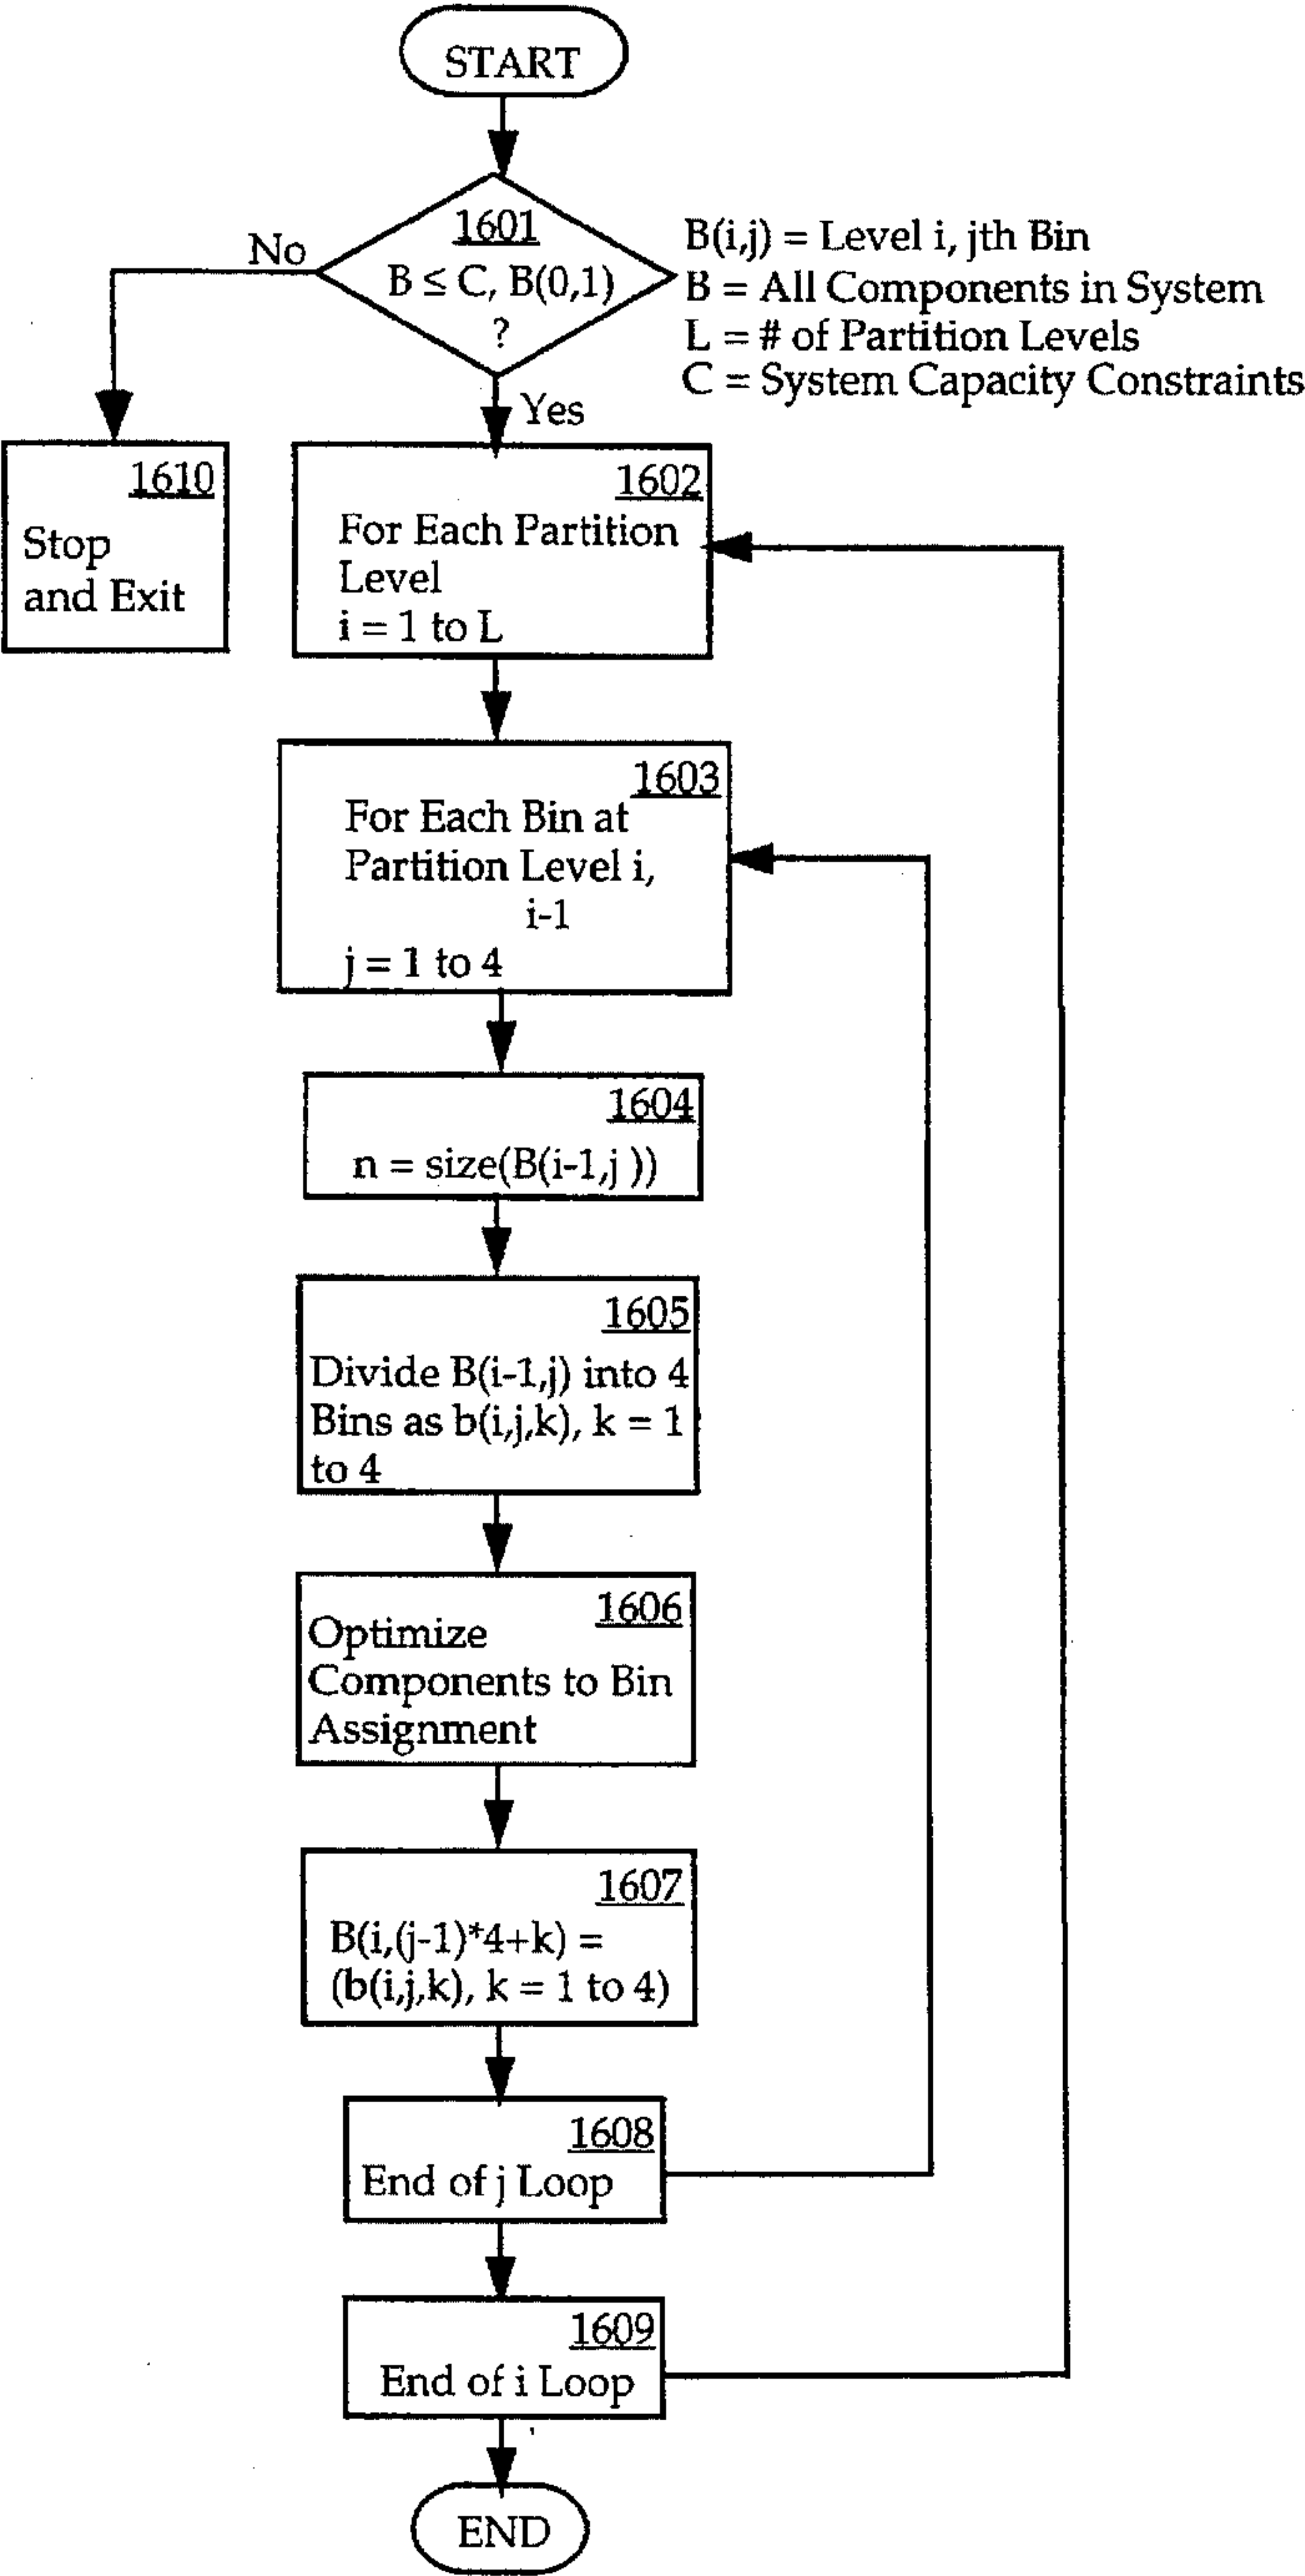 START
1601
B ≤ C, B(0,1)
?
No
Yes
B(i,j) = Level i, jth Bin
B = All Components in System
L = # of Partition Levels
C = System Capacity Constraints
1610
Stop
and Exit
1602
For Each Partition
Level
i = 1 to L
1603
For Each Bin at
Partition Level i,
i-1
j = 1 to 4
1604
n = size(B(i-1,j ))
1605
Divide B(i-1,j) into 4
Bins as b(i,j,k), k = 1
to 4
1606
Optimize
Components to Bin
Assignment
1607
B(i,(j-1)*4+k) =
(b(i,j,k), k = 1 to 4)
1608
End of j Loop
1609
End of i Loop
END